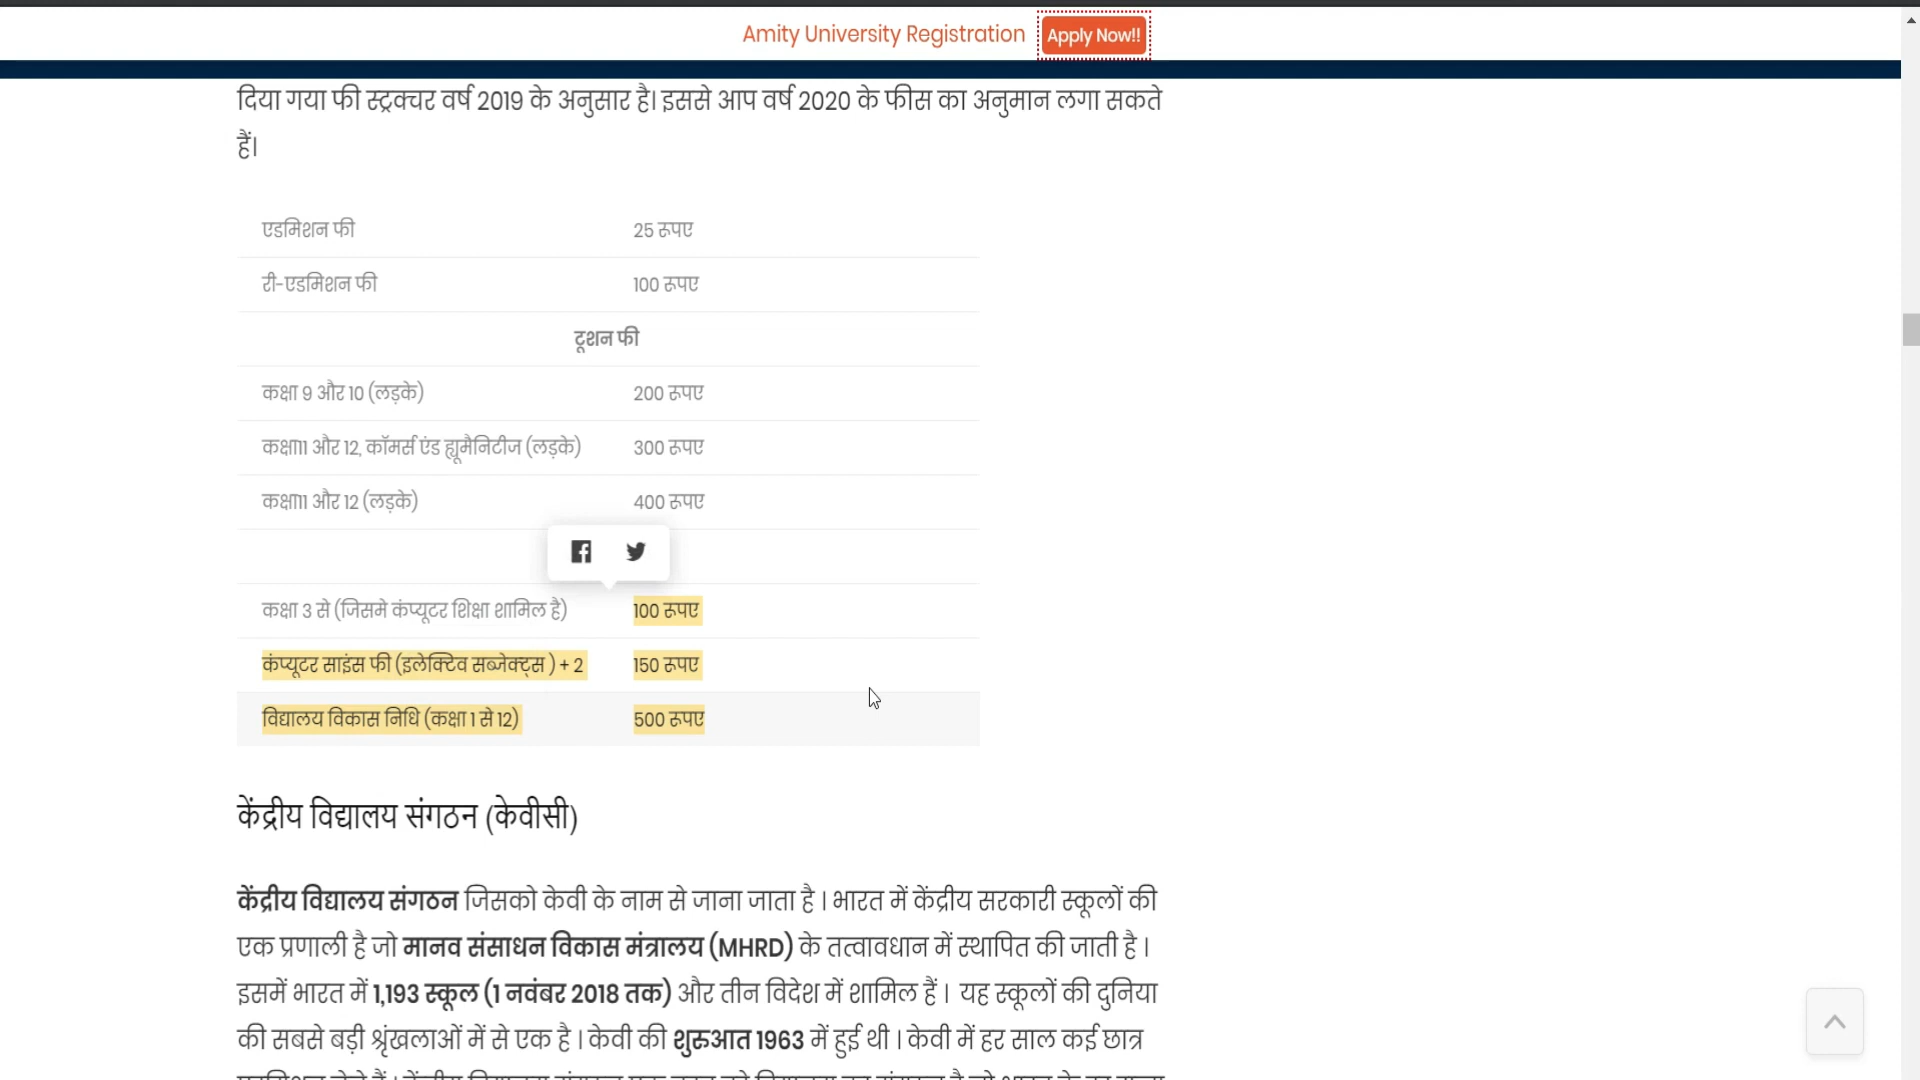 Amity University Registration Apply Now!!
दिया गया फी स्ट्रक्चर वर्ष 2019 के अनुसार है। इससे आप वर्ष 2020 के फीस का अनुमान लगा सकते
हैं।
एडमिशन फी 25 रूपए
री-एडमिशन फी 100 रूपए
टूशन फी
कक्षा 9 और 10 (लड़के) 200 रूपए
कक्षा11 और 12, कॉमर्स एंड ह्यूमैनिटीज (लड़के) 300 रूपए
कक्षा11 और 12 (लड़के) 400 रूपए
कक्षा 3 से (जिसमे कंप्यूटर शिक्षा शामिल है) 100 रूपए
कंप्यूटर साइंस फी (इलेक्टिव सब्जेक्ट्स ) + 2 150 रूपए
विद्यालय विकास निधि (कक्षा 1 से 12) 500 रूपए
केंद्रीय विद्यालय संगठन (केवीसी)
केंद्रीय विद्यालय संगठन जिसको केवी के नाम से जाना जाता है । भारत में केंद्रीय सरकारी स्कूलों की
एक प्रणाली है जो मानव संसाधन विकास मंत्रालय (MHRD) के तत्वावधान में स्थापित की जाती है ।
इसमें भारत में 1,193 स्कूल (1 नवंबर 2018 तक) और तीन विदेश में शामिल हैं । यह स्कूलों की दुनिया
की सबसे बड़ी श्रृंखलाओं में से एक है । केवी की शुरुआत 1963 में हुई थी । केवी में हर साल कई छात्र